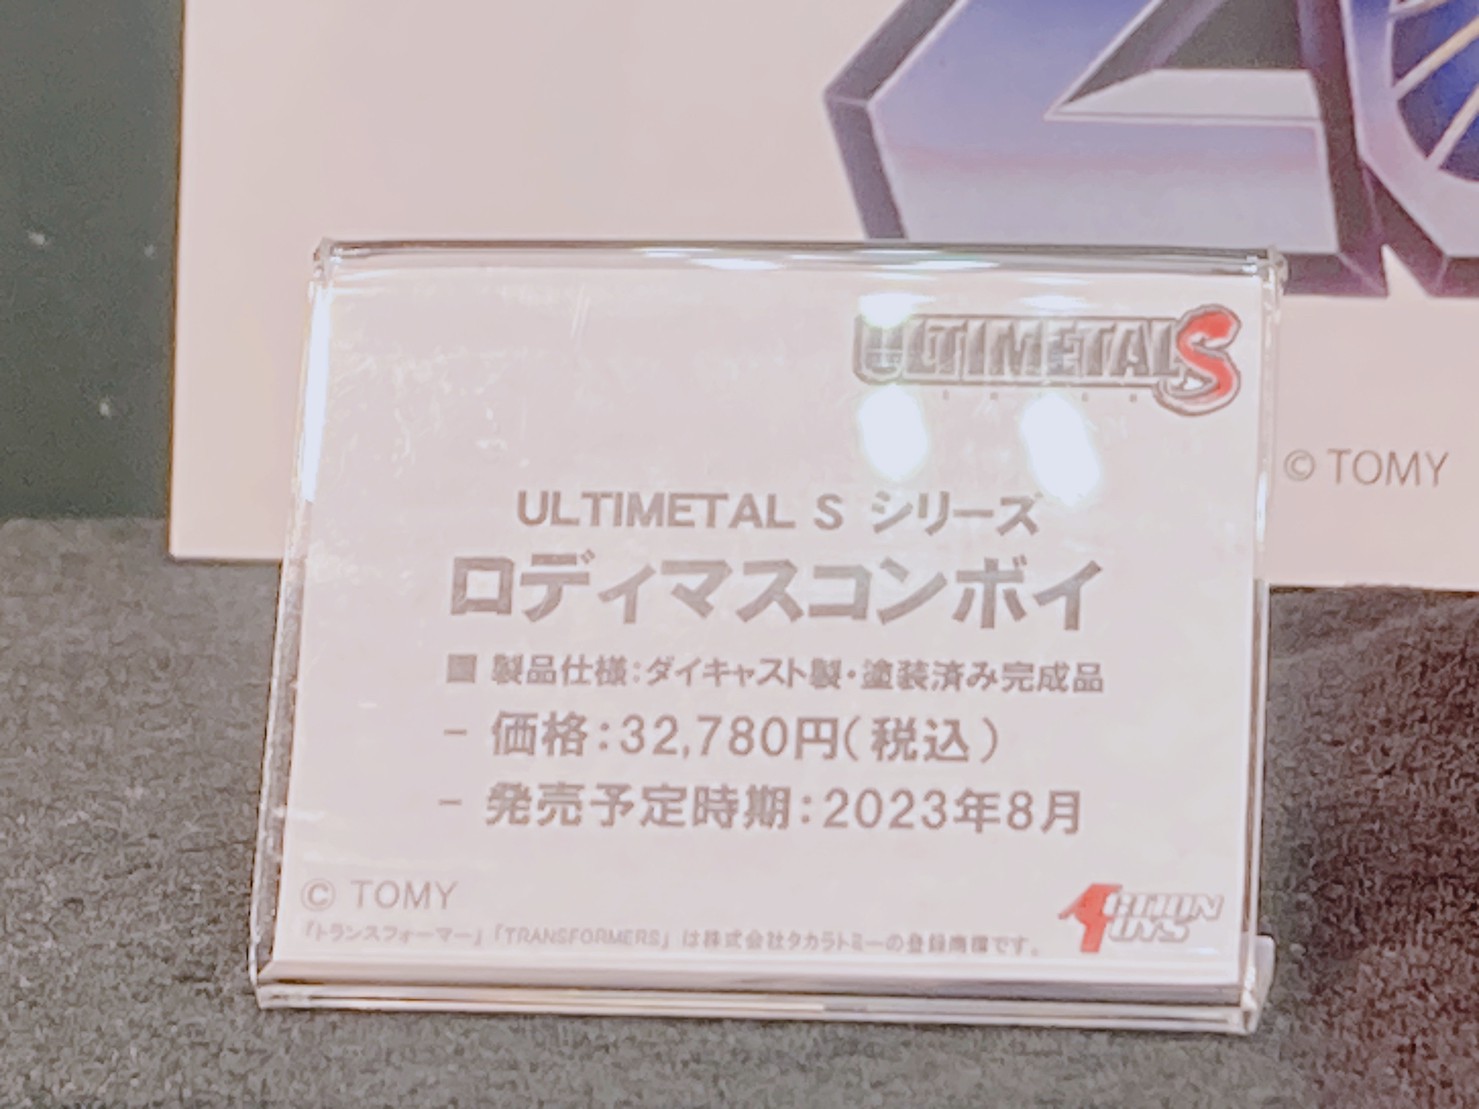 ULTIMETAL S
© TOMY
ULTIMETAL S シリーズ
ロディマスコンボイ
■ 製品仕様：ダイキャスト製・塗装済み完成品
－ 価格：32,780円（税込）
－ 発売予定時期：2023年8月
© TOMY
ACTION TOYS
『トランスフォーマー』「TRANSFORMERS」は株式会社タカラトミーの登録商標です。